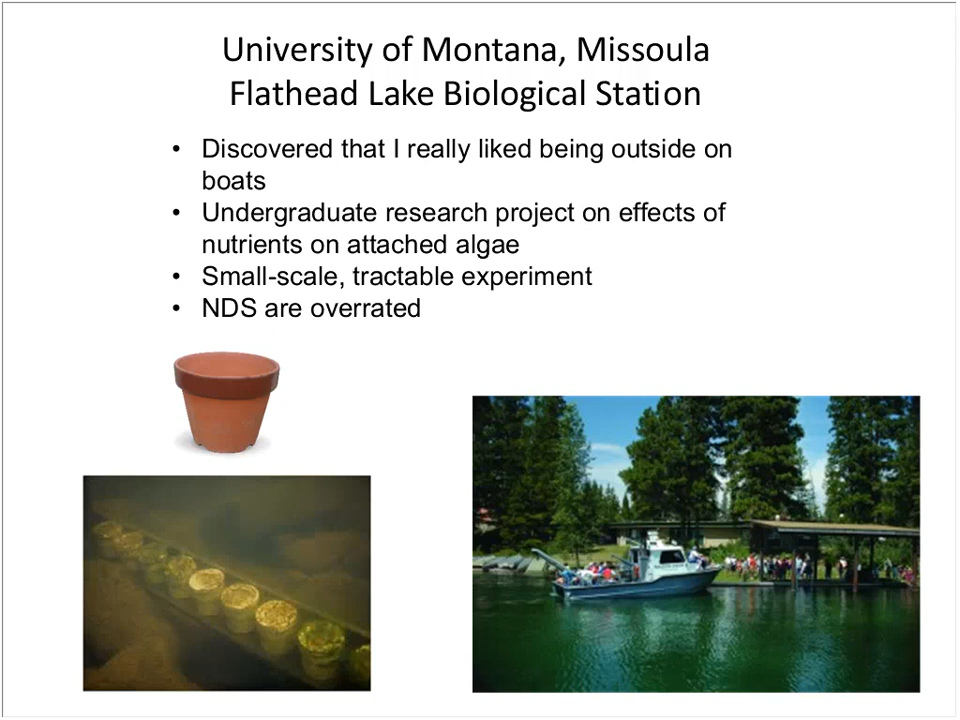 University of Montana, Missoula
Flathead Lake Biological Station
• Discovered that I really liked being outside on
boats
• Undergraduate research project on effects of
nutrients on attached algae
• Small-scale, tractable experiment
• NDS are overrated